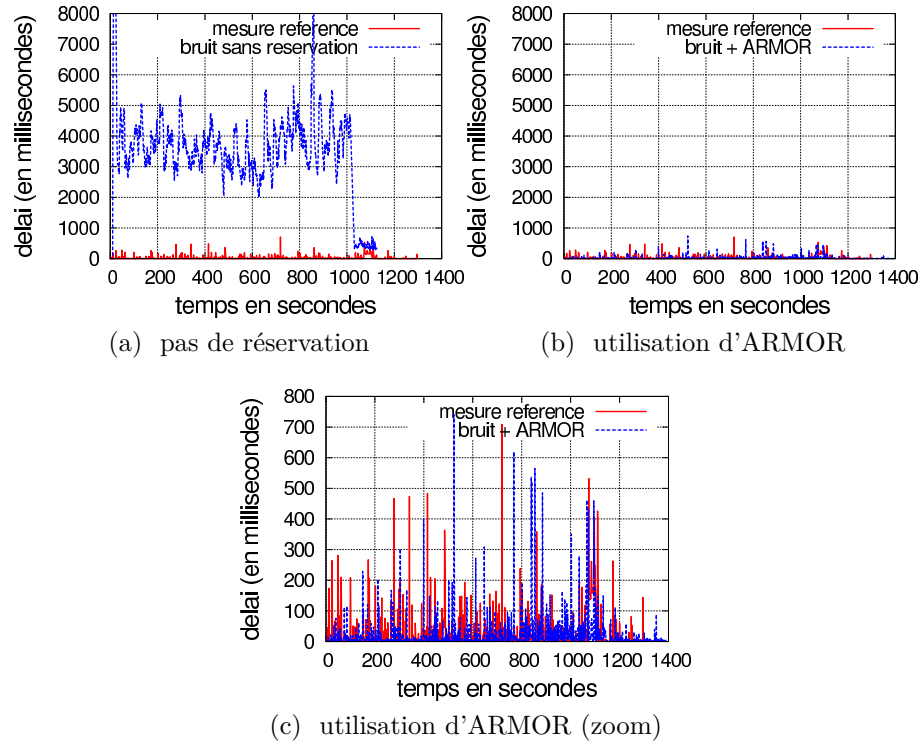 8000
7000
6000
5000
4000
3000
2000
1000
0
delai (en millisecondes)
mesure reference
bruit sans reservation
0 200 400 600 800 1000 1200 1400
temps en secondes
(a) pas de réservation
8000
7000
6000
5000
4000
3000
2000
1000
0
delai (en millisecondes)
mesure reference
bruit + ARMOR
0 200 400 600 800 1000 1200 1400
temps en secondes
(b) utilisation d'ARMOR
800
700
600
500
400
300
200
100
0
delai (en millisecondes)
mesure reference
bruit + ARMOR
0 200 400 600 800 1000 1200 1400
temps en secondes
(c) utilisation d'ARMOR (zoom)